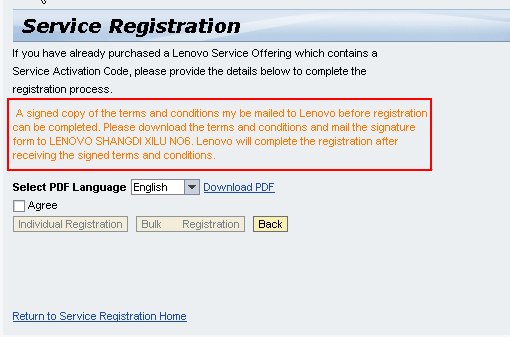 Service Registration
If you have already purchased a Lenovo Service Offering which contains a
Service Activation Code, please provide the details below to complete the
registration process.
A signed copy of the terms and conditions my be mailed to Lenovo before registration
can be completed. Please download the terms and conditions and mail the signature
form to LENOVO SHANGDI XILU NO6. Lenovo will complete the registration after
receiving the signed terms and conditions.
Select PDF Language English Download PDF
Agree
Individual Registration Bulk Registration Back
Return to Service Registration Home